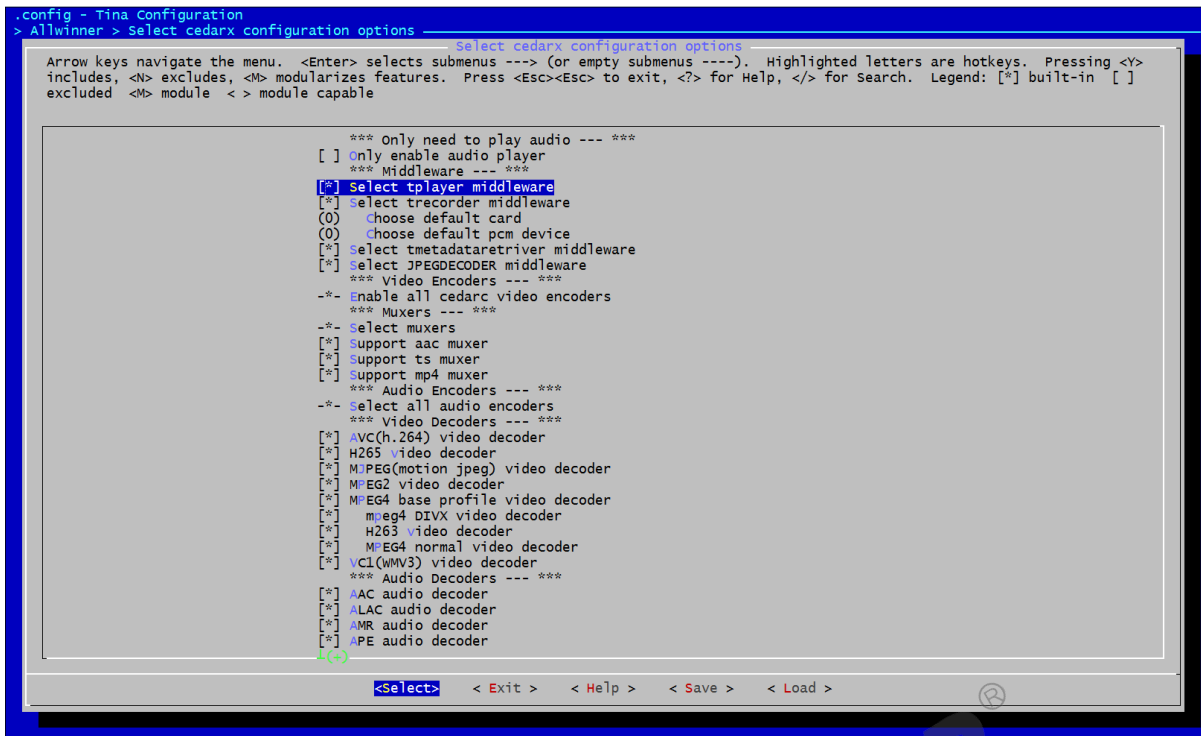 .config - Tina Configuration
> Allwinner > Select cedarx configuration options
Select cedarx configuration options
Arrow keys navigate the menu. <Enter> selects submenus ---> (or empty submenus ----). Highlighted letters are hotkeys. Pressing <Y>
includes, <N> excludes, <M> modularizes features. Press <Esc><Esc> to exit, <?> for Help, </> for Search. Legend: [*] built-in [ ]
excluded <M> module < > module capable
*** Only need to play audio --- ***
[ ] Only enable audio player
*** Middleware --- ***
[*] Select tplayer middleware
[*] Select trecorder middleware
(0) Choose default card
(0) Choose default pcm device
[*] Select tmetadataretriver middleware
[*] Select JPEGDECODER middleware
*** Video Encoders --- ***
-*- Enable all cedarc video encoders
*** Muxers --- ***
-*- Select muxers
[*] Support aac muxer
[*] Support ts muxer
[*] Support mp4 muxer
*** Audio Encoders --- ***
-*- Select all audio encoders
*** Video Decoders --- ***
[*] AVC(h.264) video decoder
[*] H265 video decoder
[*] MJPEG(motion jpeg) video decoder
[*] MPEG2 video decoder
[*] MPEG4 base profile video decoder
[*] mpeg4 DIVX video decoder
[*] H263 video decoder
[*] MPEG4 normal video decoder
[*] VC1(WMV3) video decoder
*** Audio Decoders --- ***
[*] AAC audio decoder
[*] ALAC audio decoder
[*] AMR audio decoder
[*] APE audio decoder
┴(+)
<Select> < Exit > < Help > < Save > < Load >
®